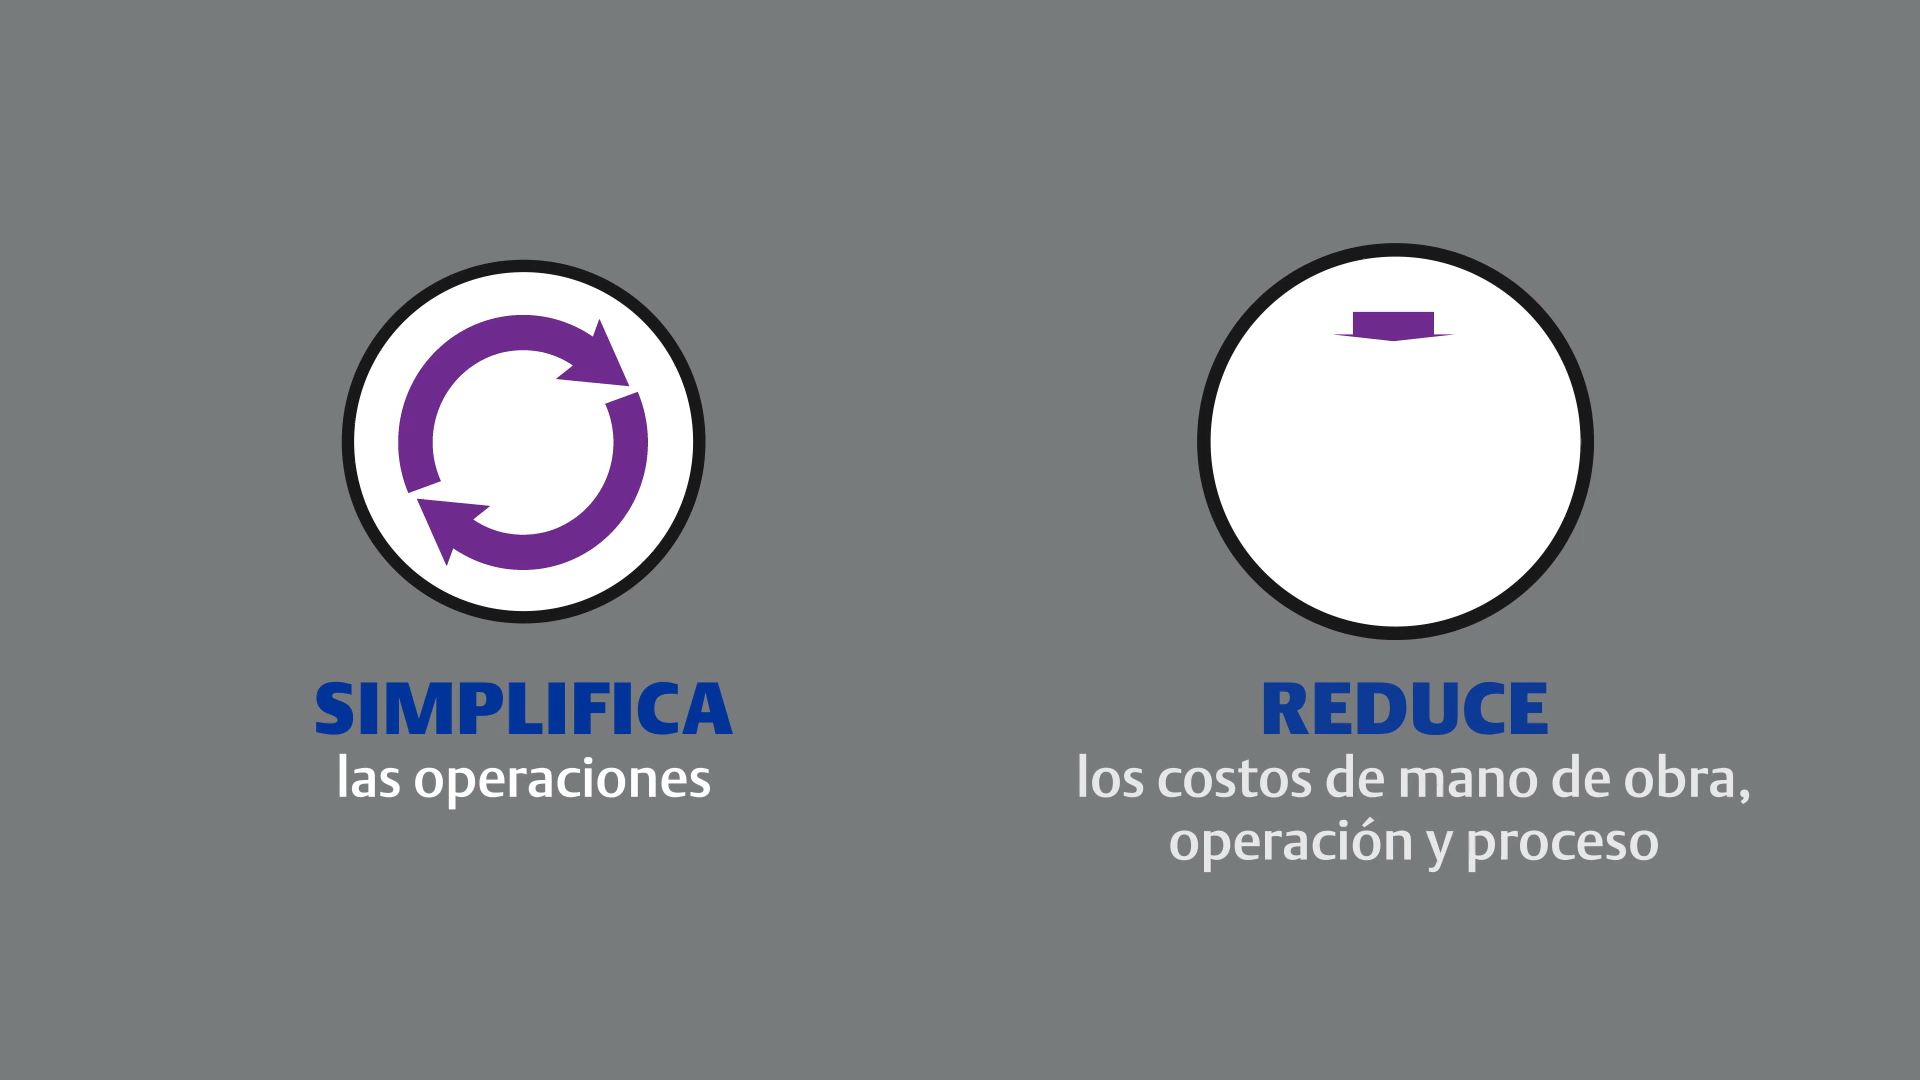 SIMPLIFICA
las operaciones
REDUCE
los costos de mano de obra,
operación y proceso